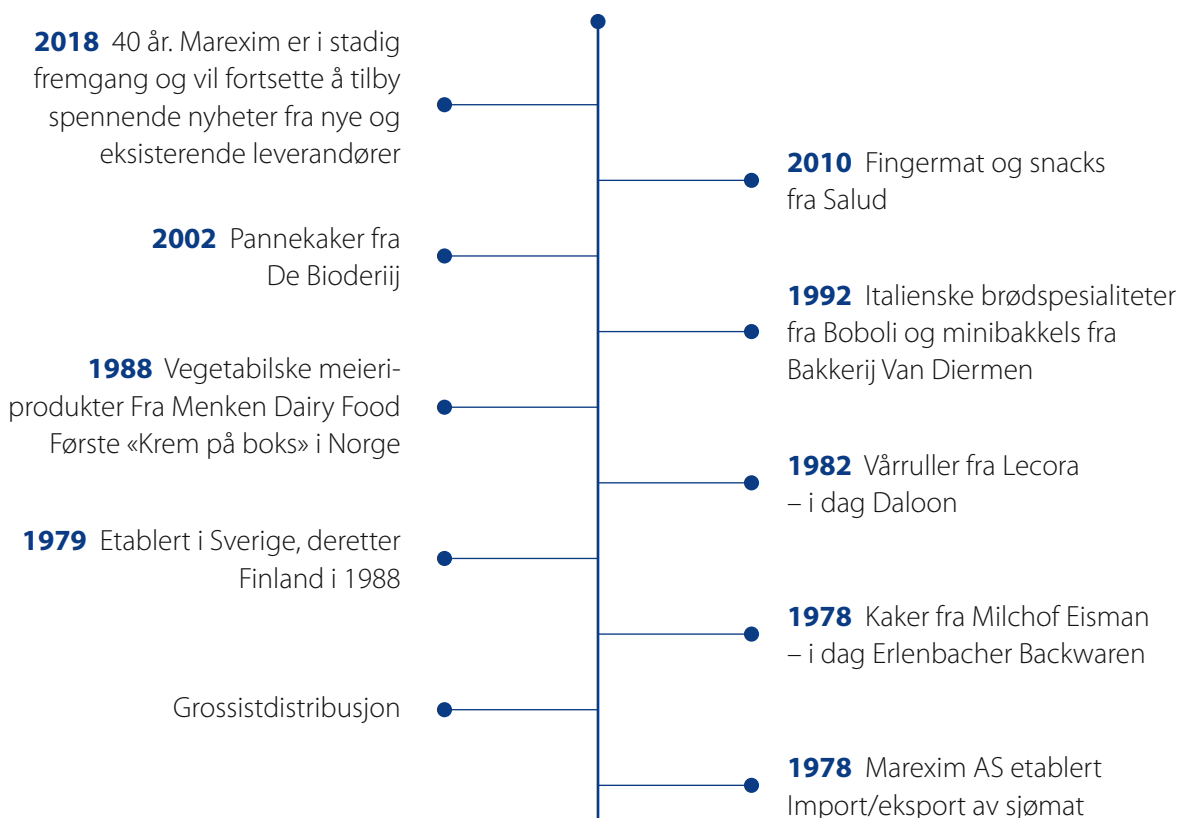 2018 40 år. Marexim er i stadig
fremgang og vil fortsette å tilby
spennende nyheter fra nye og
eksisterende leverandører
2010 Fingermat og snacks
fra Salud
2002 Pannekaker fra
De Bioderiij
1992 Italienske brødspesialiteter
fra Boboli og minibakkels fra
Bakkerij Van Diermen
1988 Vegetabilske meieri-
produkter Fra Menken Dairy Food
Første «Krem på boks» i Norge
1982 Vårruller fra Lecora
– i dag Daloon
1979 Etablert i Sverige, deretter
Finland i 1988
1978 Kaker fra Milchof Eisman
– i dag Erlenbacher Backwaren
Grossistdistribusjon
1978 Marexim AS etablert
Import/eksport av sjømat